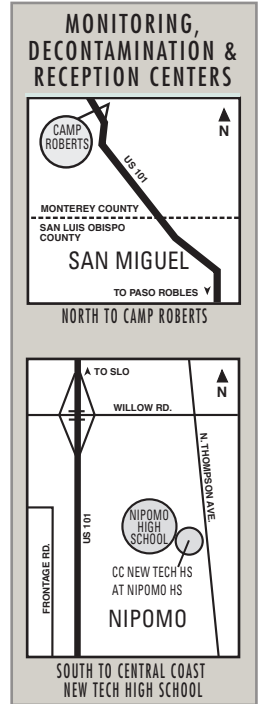 MONITORING,
DECONTAMINATION &
RECEPTION CENTERS
CAMP
ROBERTS
N
US 101
MONTEREY COUNTY
SAN LUIS OBISPO
COUNTY
SAN MIGUEL
TO PASO ROBLES
NORTH TO CAMP ROBERTS
TO SLO
N
WILLOW RD.
N. THOMPSON AVE.
US 101
NIPOMO
HIGH
SCHOOL
FRONTAGE RD.
CC NEW TECH HS
AT NIPOMO HS
NIPOMO
SOUTH TO CENTRAL COAST
NEW TECH HIGH SCHOOL